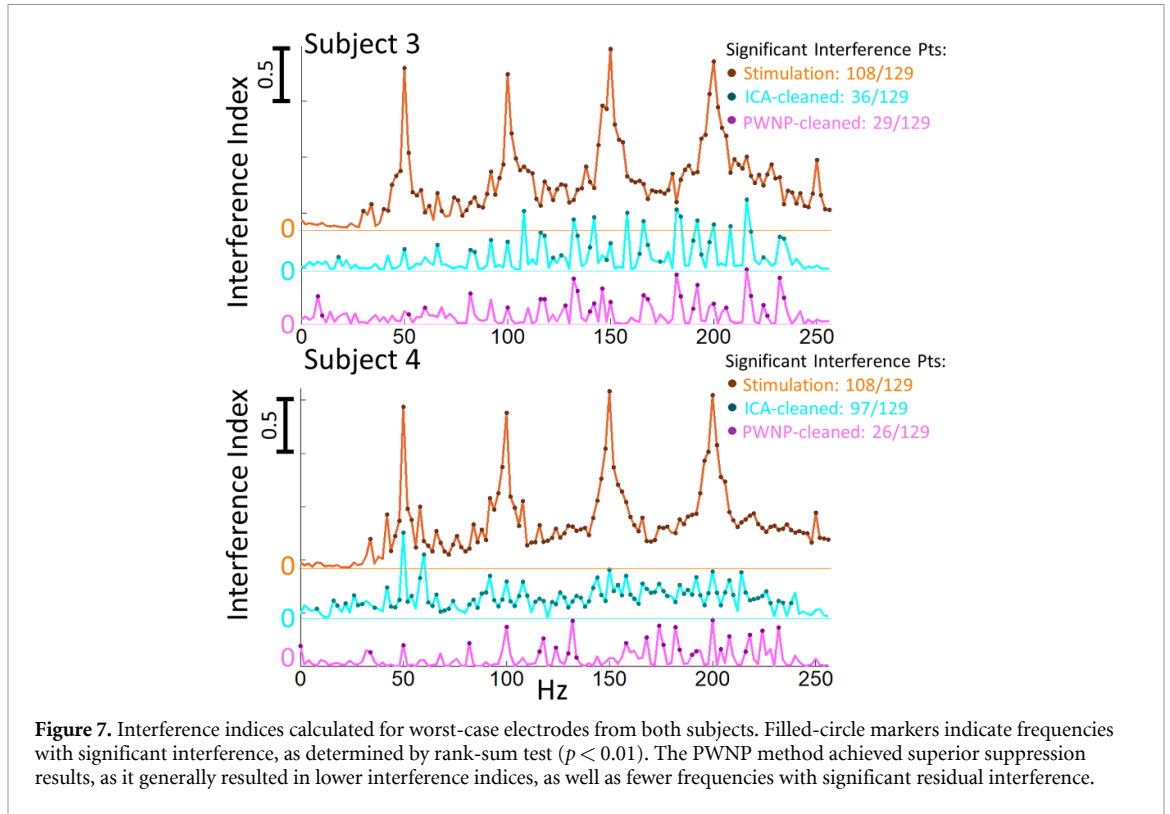 Subject 3
0.5
Interference Index
Significant Interference Pts:
Stimulation: 108/129
ICA-cleaned: 36/129
PWNP-cleaned: 29/129
0
0
0
0 50 100 150 200 250
Subject 4
0.5
Interference Index
Significant Interference Pts:
Stimulation: 108/129
ICA-cleaned: 97/129
PWNP-cleaned: 26/129
0
0
0
0 50 100 150 200 250
Hz
Figure 7. Interference indices calculated for worst-case electrodes from both subjects. Filled-circle markers indicate frequencies
with significant interference, as determined by rank-sum test (p < 0.01). The PWNP method achieved superior suppression
results, as it generally resulted in lower interference indices, as well as fewer frequencies with significant residual interference.